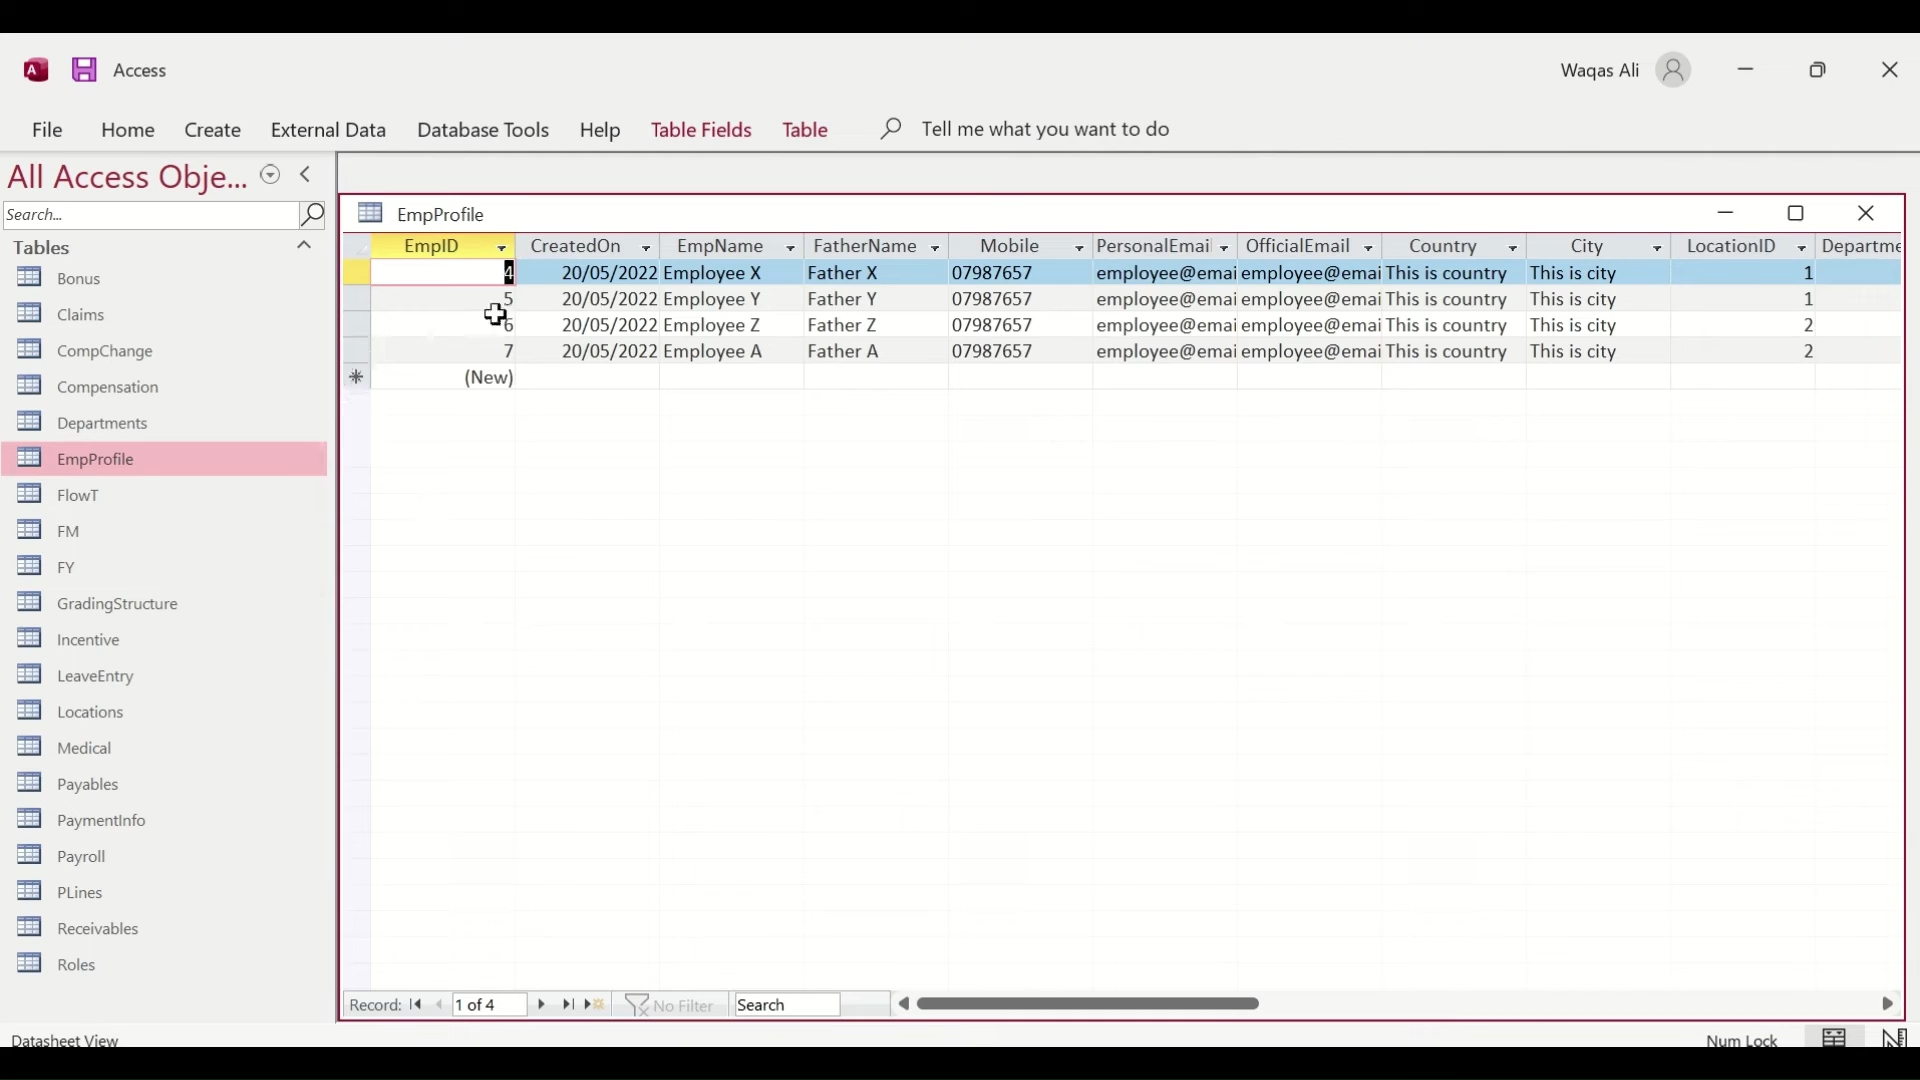 Access
Waqas Ali
File Home Create External Data Database Tools Help Table Fields Table Tell me what you want to do
All Access Obje...
Search...
Tables
Bonus
Claims
CompChange
Compensation
Departments
EmpProfile
FlowT
FM
FY
GradingStructure
Incentive
LeaveEntry
Locations
Medical
Payables
PaymentInfo
Payroll
PLines
Receivables
Roles
EmpProfile
EmpID CreatedOn EmpName FatherName Mobile PersonalEmai OfficialEmail Country City LocationID Departme
4 20/05/2022 Employee X Father X 07987657 employee@emai employee@emai This is country This is city 1
5 20/05/2022 Employee Y Father Y 07987657 employee@emai employee@emai This is country This is city 1
6 20/05/2022 Employee Z Father Z 07987657 employee@emai employee@emai This is country This is city 2
7 20/05/2022 Employee A Father A 07987657 employee@emai employee@emai This is country This is city 2
(New)
Record: 1 of 4 No Filter Search
Datasheet View
Num Lock